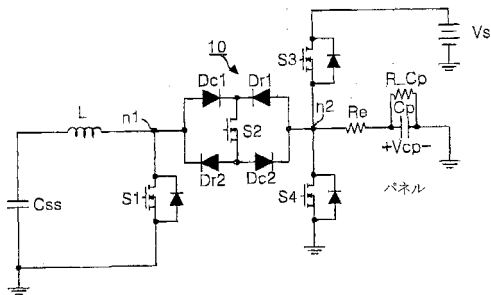 10
Vs
S3
Dc1
Dr1
R_Cp
L
n1
n2
Re
Cp
S2
+Vcp-
Css
S1
Dr2
Dc2
S4
パネル